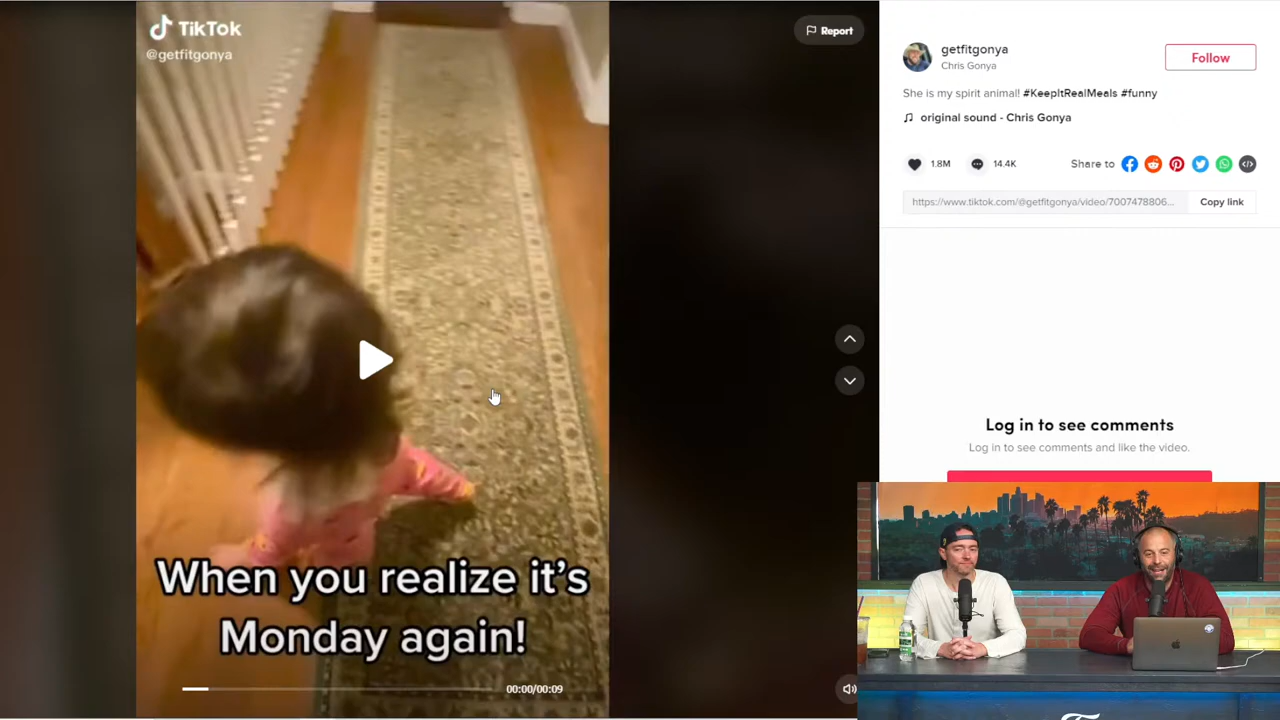 TikTok
@getfitgonya
Report
When you realize it's
Monday again!
00:00/00:09
getfitgonya
Chris Gonya
Follow
She is my spirit animal! #KeepItRealMeals #funny
original sound - Chris Gonya
1.8M
14.4K
Share to
https://www.tiktok.com/@getfitgonya/video/7007478806...
Copy link
Log in to see comments
Log in to see comments and like the video.